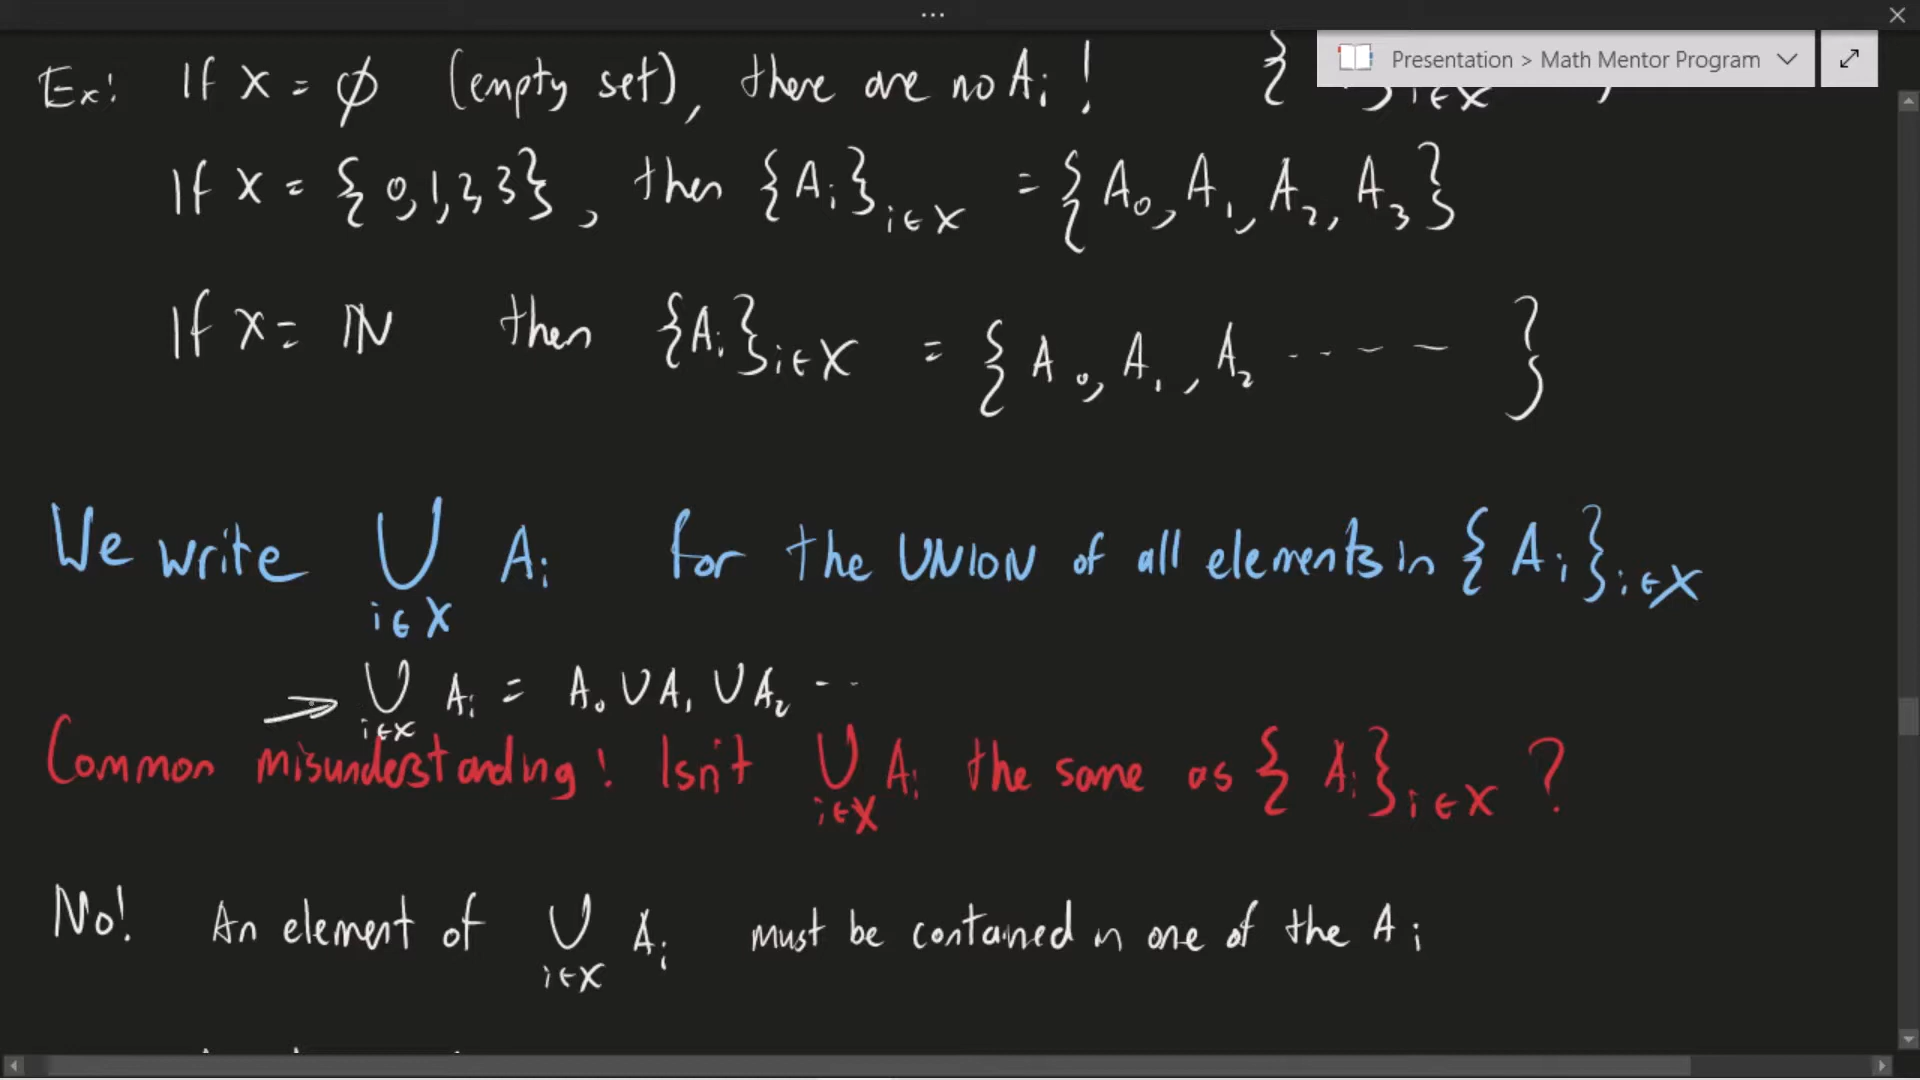 ...
Presentation > Math Mentor Program
Ex: If X = ∅ (empty set), there are no Aᵢ! { }i∈X
If X = {0,1,2,3}, then {Aᵢ}i∈X = {A₀, A₁, A₂, A₃}
If X = ℕ then {Aᵢ}i∈X = {A₀, A₁, A₂ ---- }
We write ∪i∈X Aᵢ for the UNION of all elements in {Aᵢ}i∈X
→ ∪i∈X Aᵢ = A₀ ∪ A₁ ∪ A₂ ...
Common misunderstanding! Isn't ∪i∈X Aᵢ the same as {Aᵢ}i∈X ?
No! An element of ∪i∈X Aᵢ must be contained in one of the Aᵢ